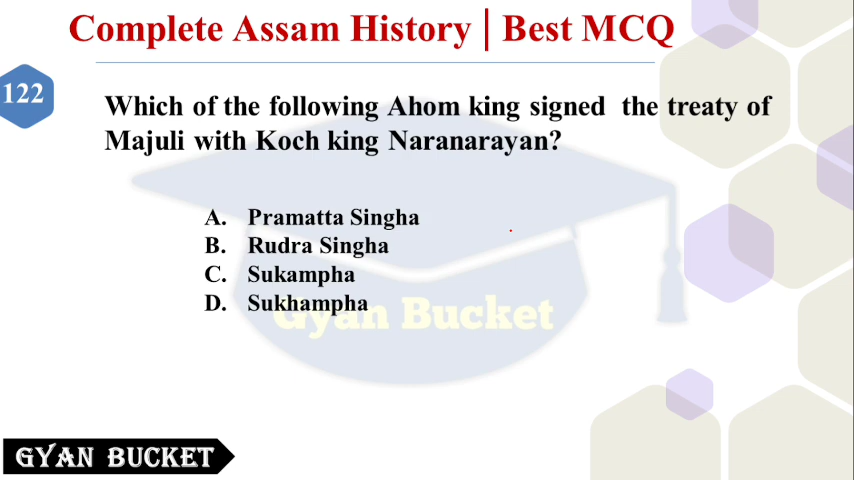 Complete Assam History | Best MCQ
122
Which of the following Ahom king signed the treaty of
Majuli with Koch king Naranarayan?
A. Pramatta Singha
B. Rudra Singha
C. Sukampha
D. Sukhampha
Gyan Bucket
GYAN BUCKET